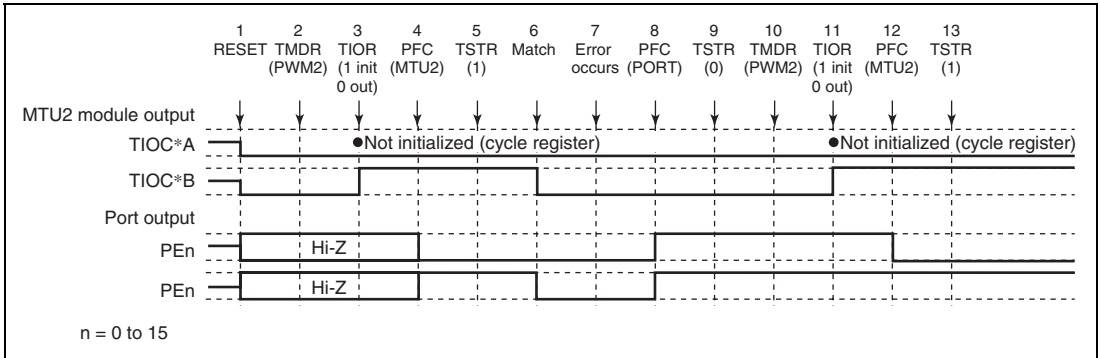 1 2 3 4 5 6 7 8 9 10 11 12 13
RESET TMDR TIOR PFC TSTR Match Error PFC TSTR TMDR TIOR PFC TSTR
(PWM2) (1 init (MTU2) (1) occurs (PORT) (0) (PWM2) (1 init (MTU2) (1)
0 out) 0 out)
MTU2 module output
TIOC*A ●Not initialized (cycle register) ●Not initialized (cycle register)
TIOC*B
Port output
PEn Hi-Z
PEn Hi-Z
n = 0 to 15